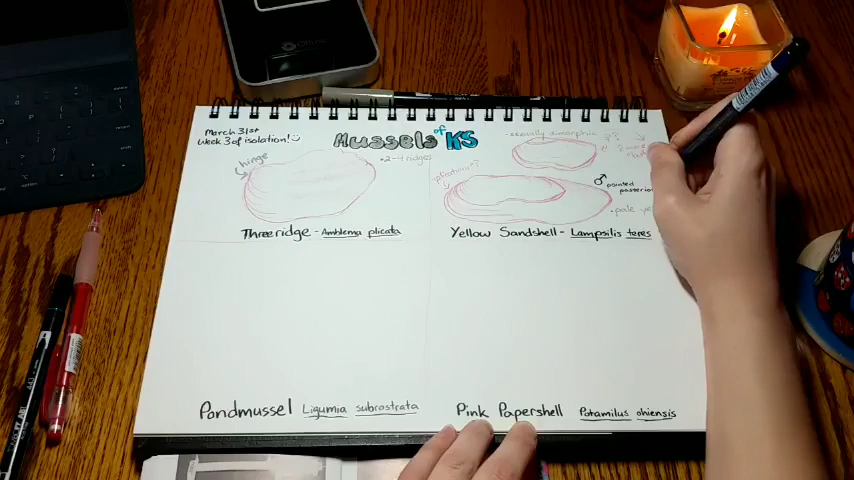 March 31st
Week 3 of isolation! :)
Mussels of KS
hinge
• 2-4 ridges
- sexually dimorphic ♀?
♂ pointed
posterior
• pale ye
Threeridge - Amblema plicata
Yellow Sandshell - Lampsilis teres
Pondmussel Ligumia subrostrata
Pink Papershell Potamilus ohiensis